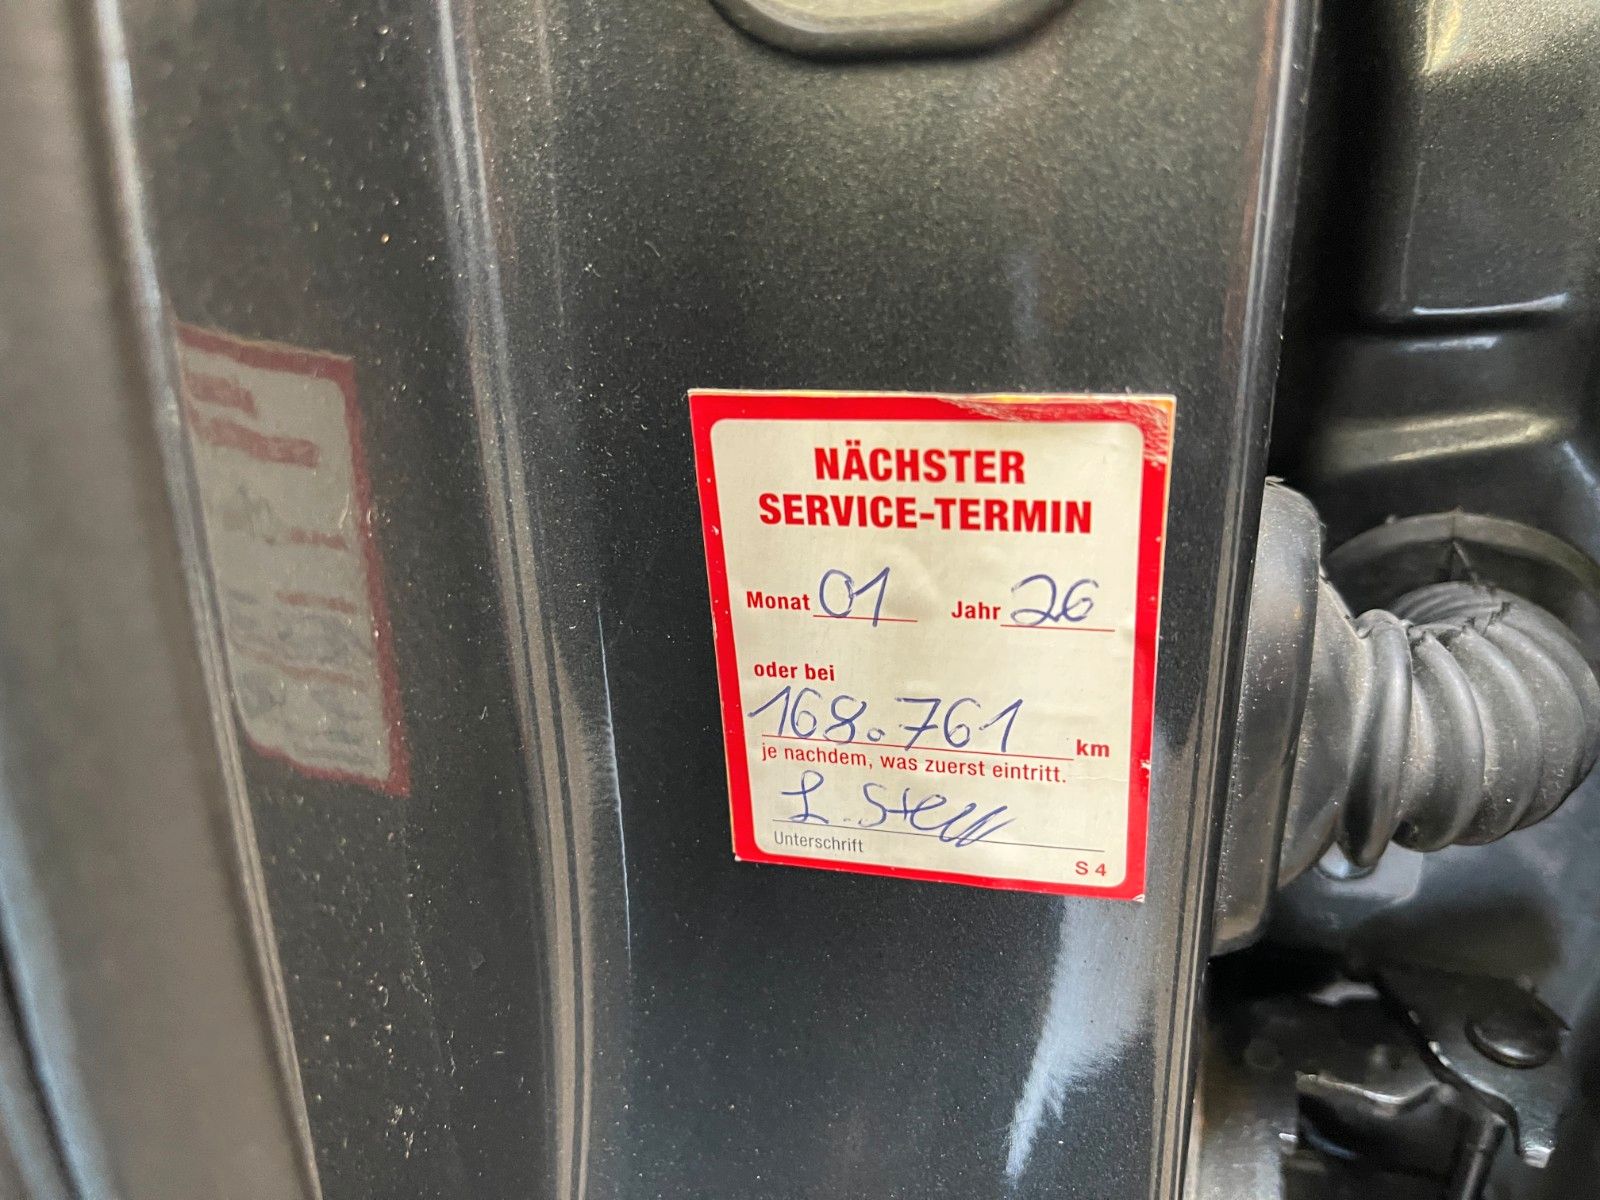 NÄCHSTER
SERVICE-TERMIN
Monat 01 Jahr 26
oder bei
168.761 km
je nachdem, was zuerst eintritt.
Unterschrift
S 4